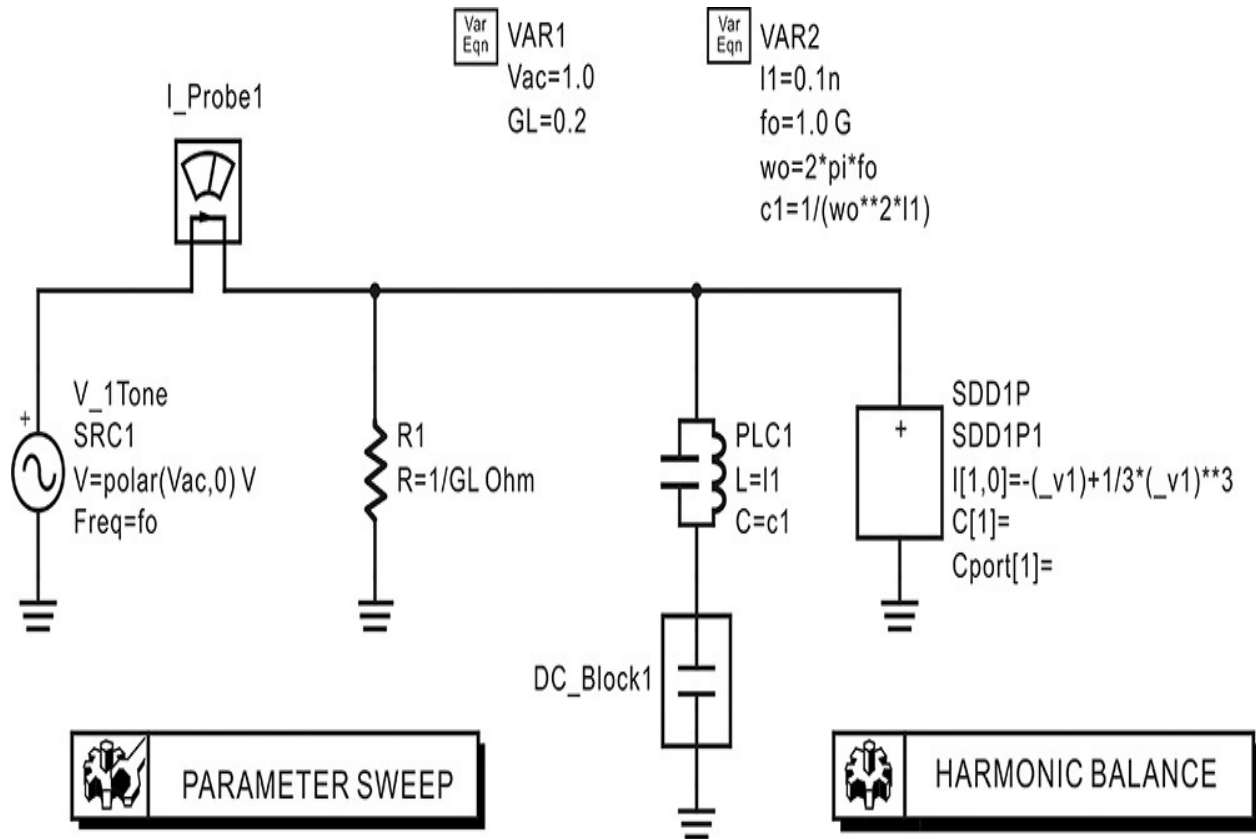 Var
Eqn
VAR1
Vac=1.0
GL=0.2
Var
Eqn
VAR2
l1=0.1n
fo=1.0 G
wo=2*pi*fo
c1=1/(wo**2*l1)
I_Probe1
+
V_1Tone
SRC1
V=polar(Vac,0) V
Freq=fo
R1
R=1/GL Ohm
PLC1
L=l1
C=c1
+
SDD1P
SDD1P1
I[1,0]=-(_v1)+1/3*(_v1)**3
C[1]=
Cport[1]=
DC_Block1
PARAMETER SWEEP
HARMONIC BALANCE